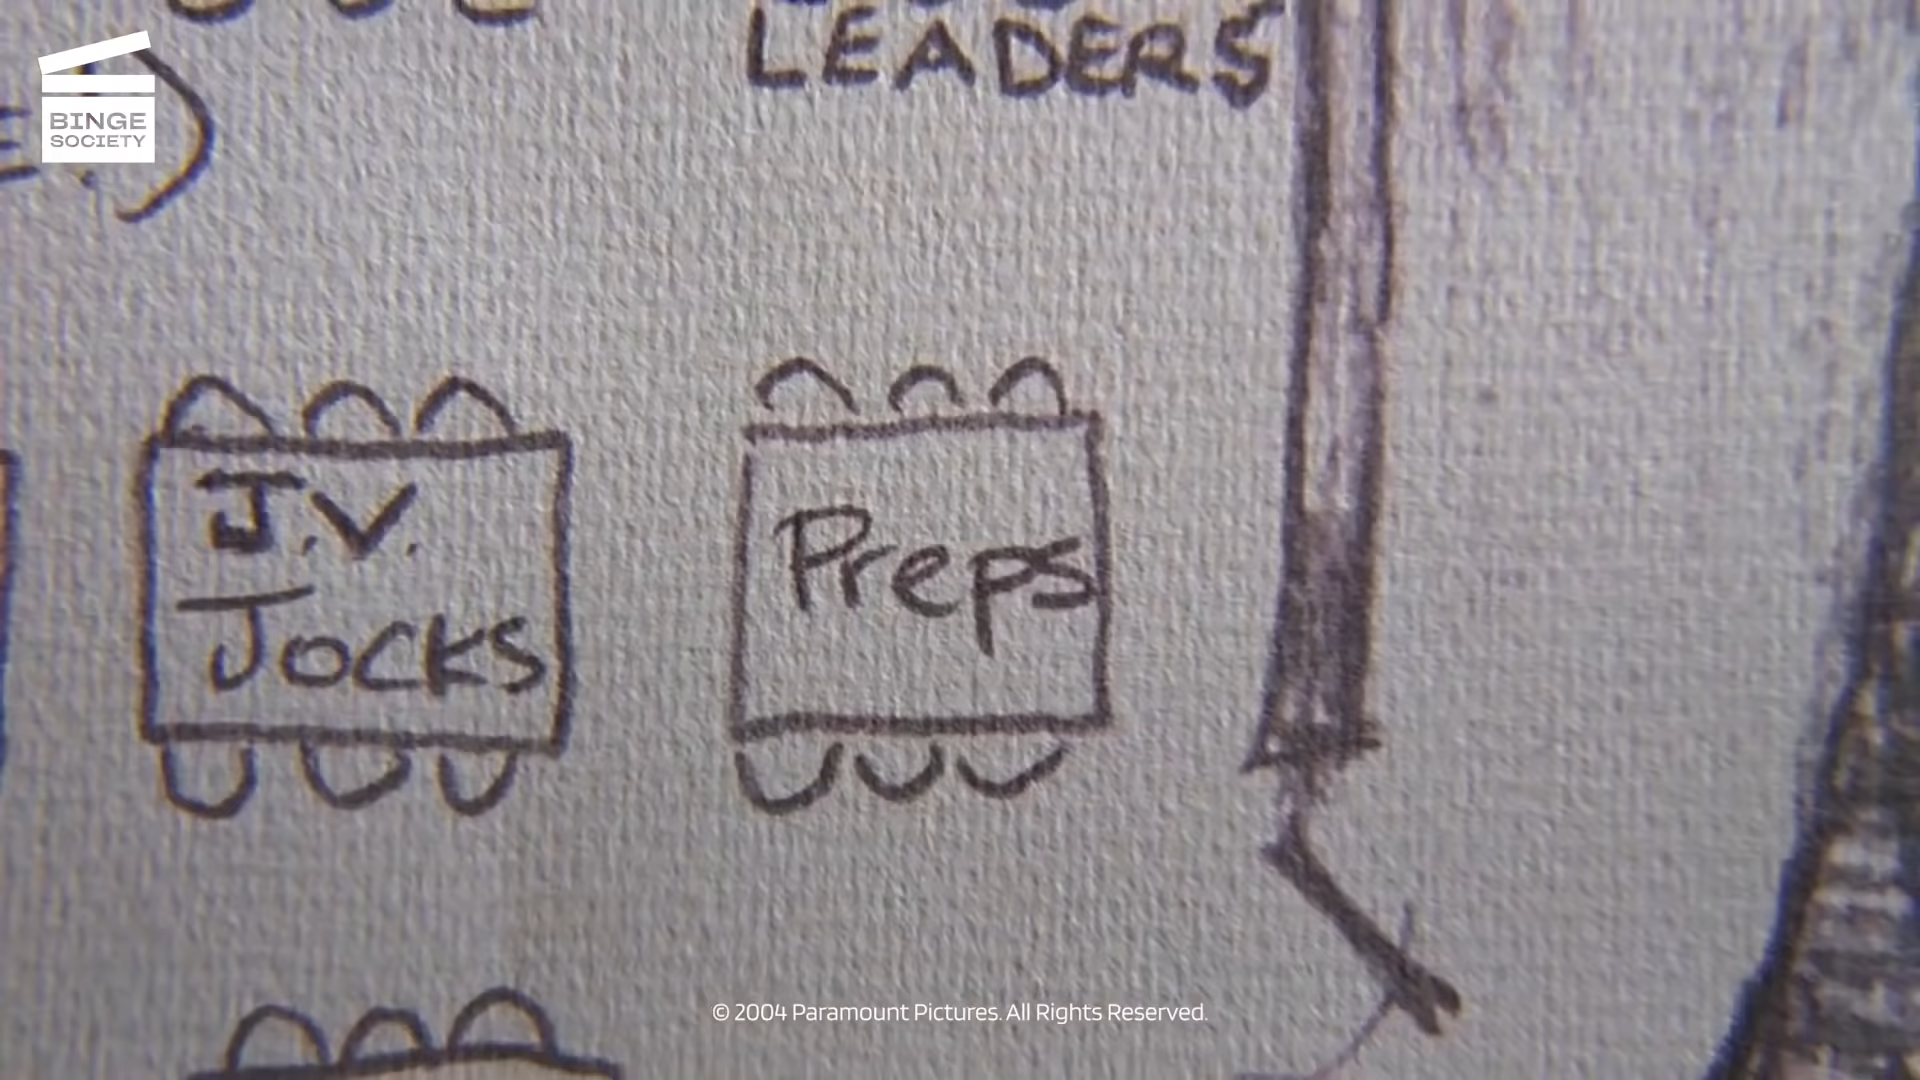 LEADERS
BINGE
SOCIETY
J.V.
JOCKS
Preps
© 2004 Paramount Pictures. All Rights Reserved.